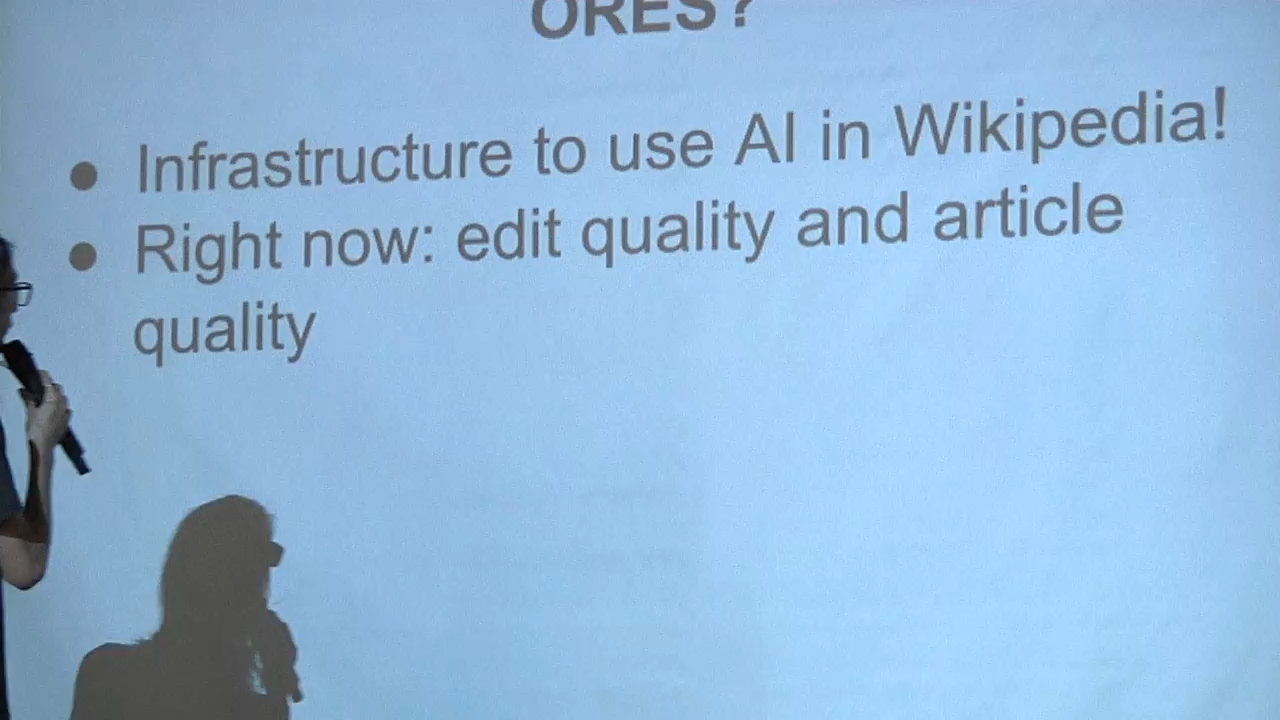 ORES?
● Infrastructure to use AI in Wikipedia!
● Right now: edit quality and article
quality